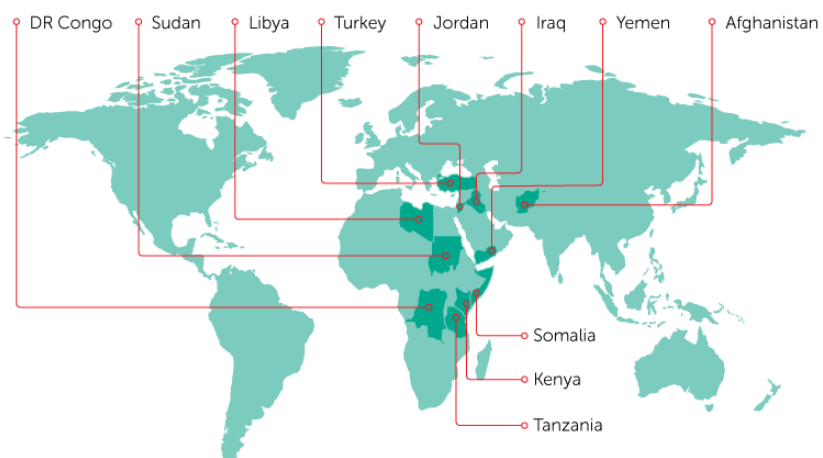 DR Congo
Sudan
Libya
Turkey
Jordan
Iraq
Yemen
Afghanistan
Somalia
Kenya
Tanzania